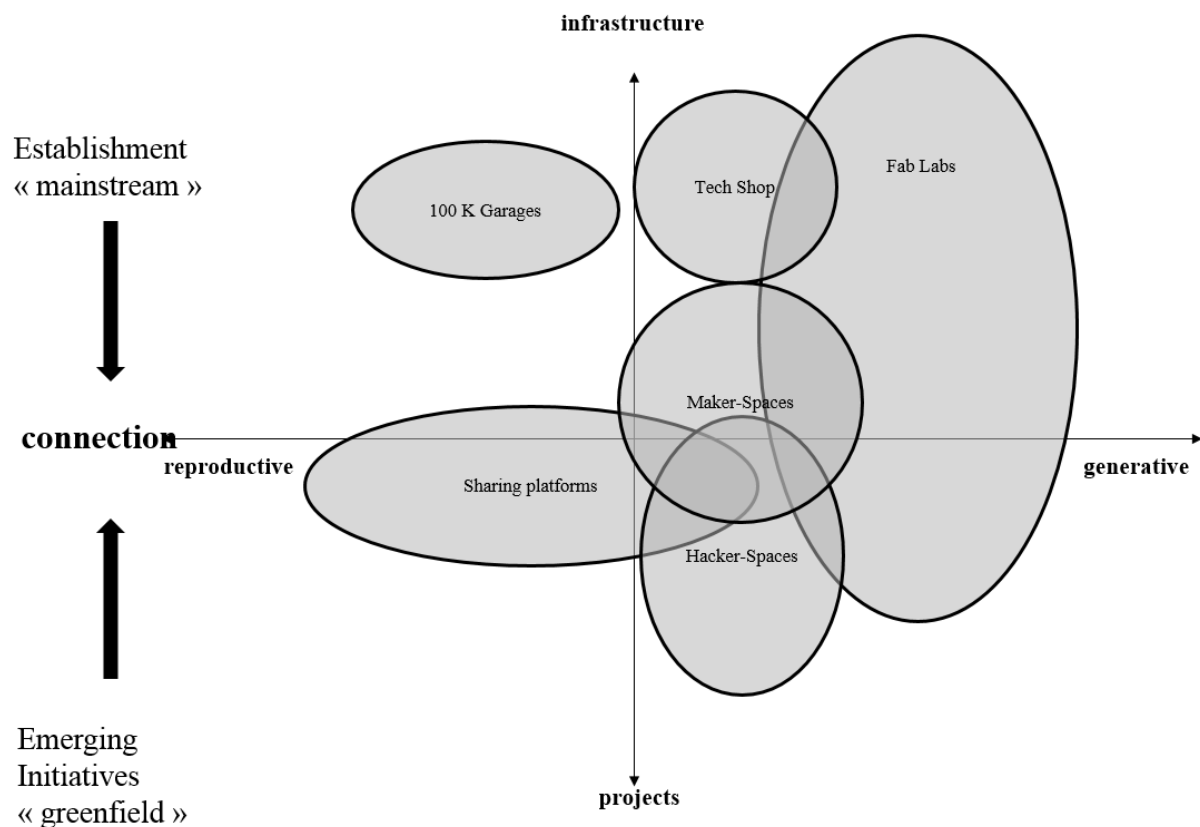 infrastructure
Establishment
« mainstream »
Fab Labs
Tech Shop
100 K Garages
Maker-Spaces
connection
reproductive
generative
Sharing platforms
Hacker-Spaces
Emerging
Initiatives
« greenfield »
projects